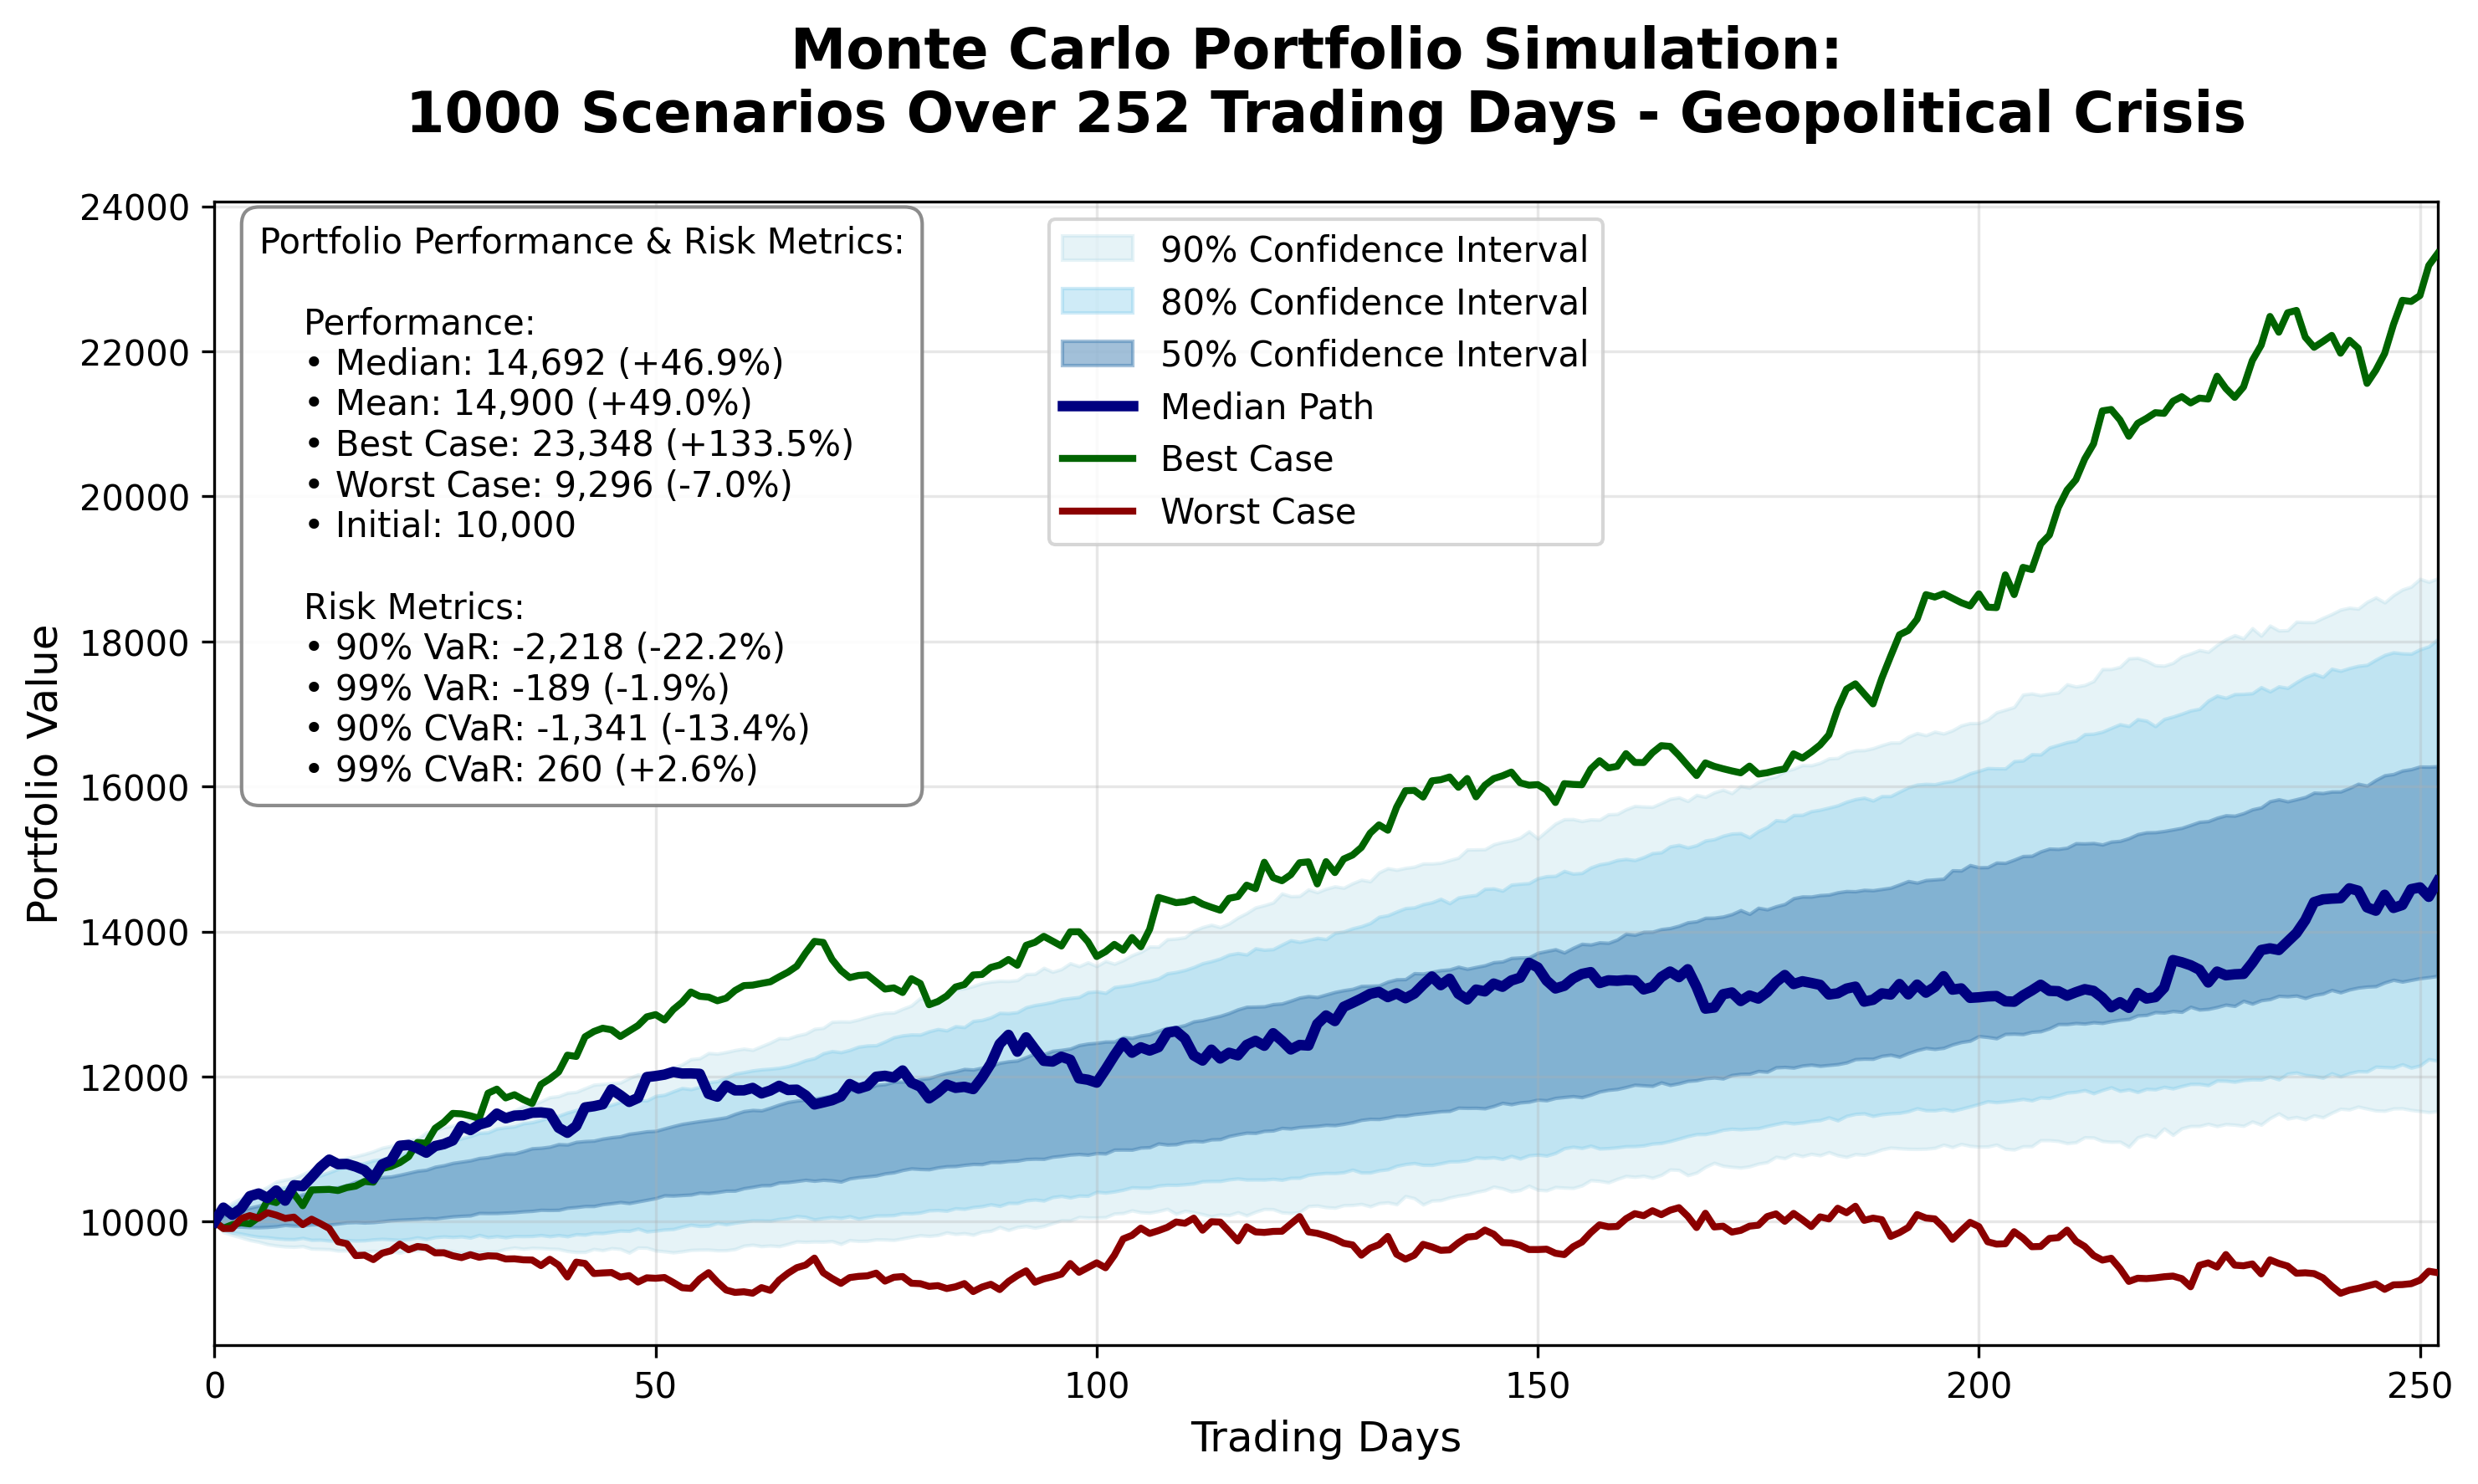 Monte Carlo Portfolio Simulation:
1000 Scenarios Over 252 Trading Days - Geopolitical Crisis
Portfolio Performance & Risk Metrics:
Performance:
• Median: 14,692 (+46.9%)
• Mean: 14,900 (+49.0%)
• Best Case: 23,348 (+133.5%)
• Worst Case: 9,296 (-7.0%)
• Initial: 10,000
Risk Metrics:
• 90% VaR: -2,218 (-22.2%)
• 99% VaR: -189 (-1.9%)
• 90% CVaR: -1,341 (-13.4%)
• 99% CVaR: 260 (+2.6%)
90% Confidence Interval
80% Confidence Interval
50% Confidence Interval
Median Path
Best Case
Worst Case
Portfolio Value
24000
22000
20000
18000
16000
14000
12000
10000
0 50 100 150 200 250
Trading Days